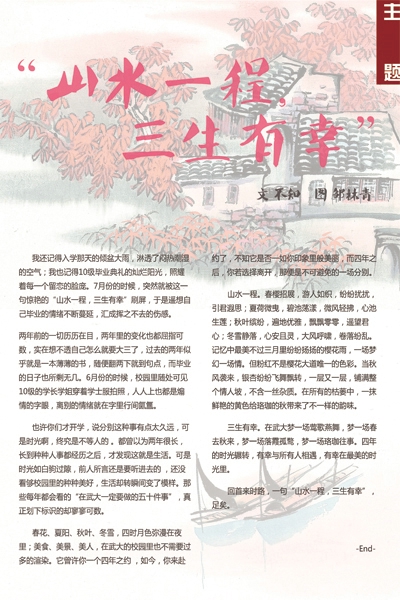 主
题
“山水一程，
三生有幸”
文 不知 图 邹林青
我还记得入学那天的倾盆大雨，淋透了闷热南湿
的空气；我也记得10级毕业典礼的灿烂阳光，照耀
着每一个留恋的脸庞。7月份的时候，突然就被这一
句惊艳的“山水一程，三生有幸”刷屏，于是遥想自
己毕业的情绪不断蔓延，汇成挥之不去的伤感。
两年前的一切历历在目，两年里的变化也都屈指可
数，实在想不透自己怎么就要大三了，过去的两年似
乎就是一本薄薄的书，随便翻两下就到句点，而毕业
的日子也所剩无几。6月份的时候，校园里随处可见
10级的学长学姐穿着学士服拍照，人人上也都是煽
情的字眼，离别的情绪就在字里行间氤氲。
也许你们才开学，说分别这种事有点太久远，可
是时光啊，终究是不等人的 。都曾以为两年很长，
长到种种人事都经历之后，才发现这就是生活。可是
时光如白驹过隙，前人所言还是要听进去的 ，还没
看够校园里的种种美好，生活却转瞬间变了模样。那
些每年都会看的“在武大一定要做的五十件事”，真
正划下标识的却寥寥可数。
春花、夏阳、秋叶、冬雪，四时月色弥漫在夜
里；美食、美景、美人，在武大的校园里也不需要过
多的渲染。它曾许你一个四年之约 ，如今，你来赴
约了，不知它是否一如你印象里般美丽，而四年之
后，你若选择离开，那便是不可避免的一场分别。
山水一程。春樱招展，游人如织，纷纷扰扰，
引君遐思；夏荷微曳，碧池荡漾，微风轻拂，心池
生莲；秋叶缤纷，遍地优雅，飘飘零零，遥望君
心；冬雪静落，心安且灵，大风呼啸，卷落纷乱。
记忆中最美不过三月里纷纷扬扬的樱花雨，一场梦
幻一场情。但粉红不是樱花大道唯一的色彩。当秋
风袭来，银杏纷纷飞舞飘转，一层又一层，铺满整
个情人坡，不含一丝杂质。在所有的枯萎中，一抹
鲜艳的黄色给珞珈的秋带来了不一样的韵味。
三生有幸。在武大梦一场莺歌燕舞，梦一场春
去秋来，梦一场落霞孤鹜，梦一场珞珈往事。四年
的时光辗转，有幸与所有人相遇，有幸在最美的时
光里。
回首来时路，一句“山水一程，三生有幸”，
足矣。
-End-